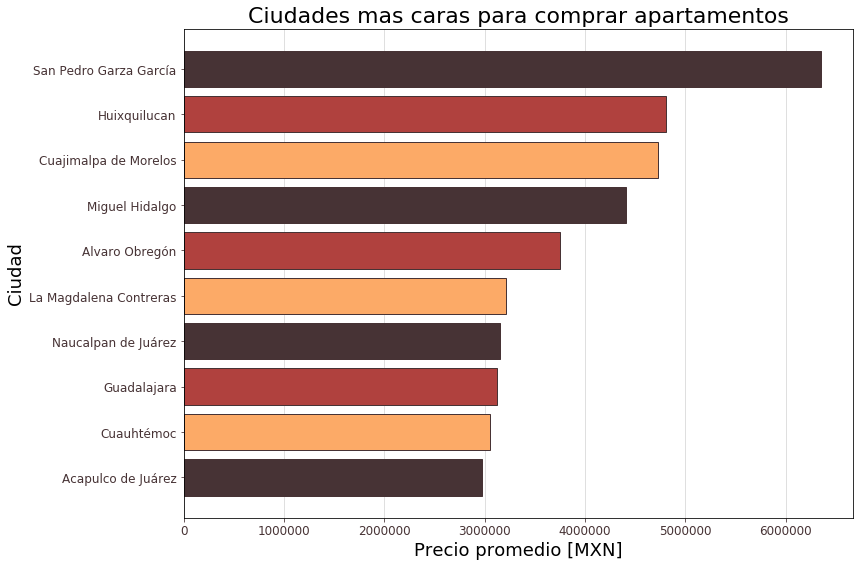 Ciudades mas caras para comprar apartamentos
Ciudad
San Pedro Garza García
Huixquilucan
Cuajimalpa de Morelos
Miguel Hidalgo
Alvaro Obregón
La Magdalena Contreras
Naucalpan de Juárez
Guadalajara
Cuauhtémoc
Acapulco de Juárez
0 1000000 2000000 3000000 4000000 5000000 6000000
Precio promedio [MXN]